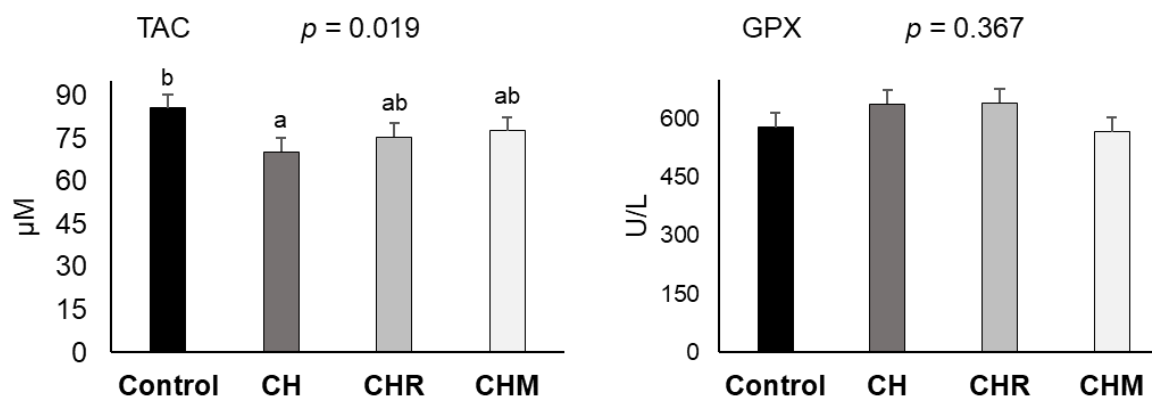 TAC p = 0.019
b
a
ab
ab
90
75
60
45
30
15
0
µM
Control CH CHR CHM
GPX p = 0.367
600
450
300
150
0
U/L
Control CH CHR CHM